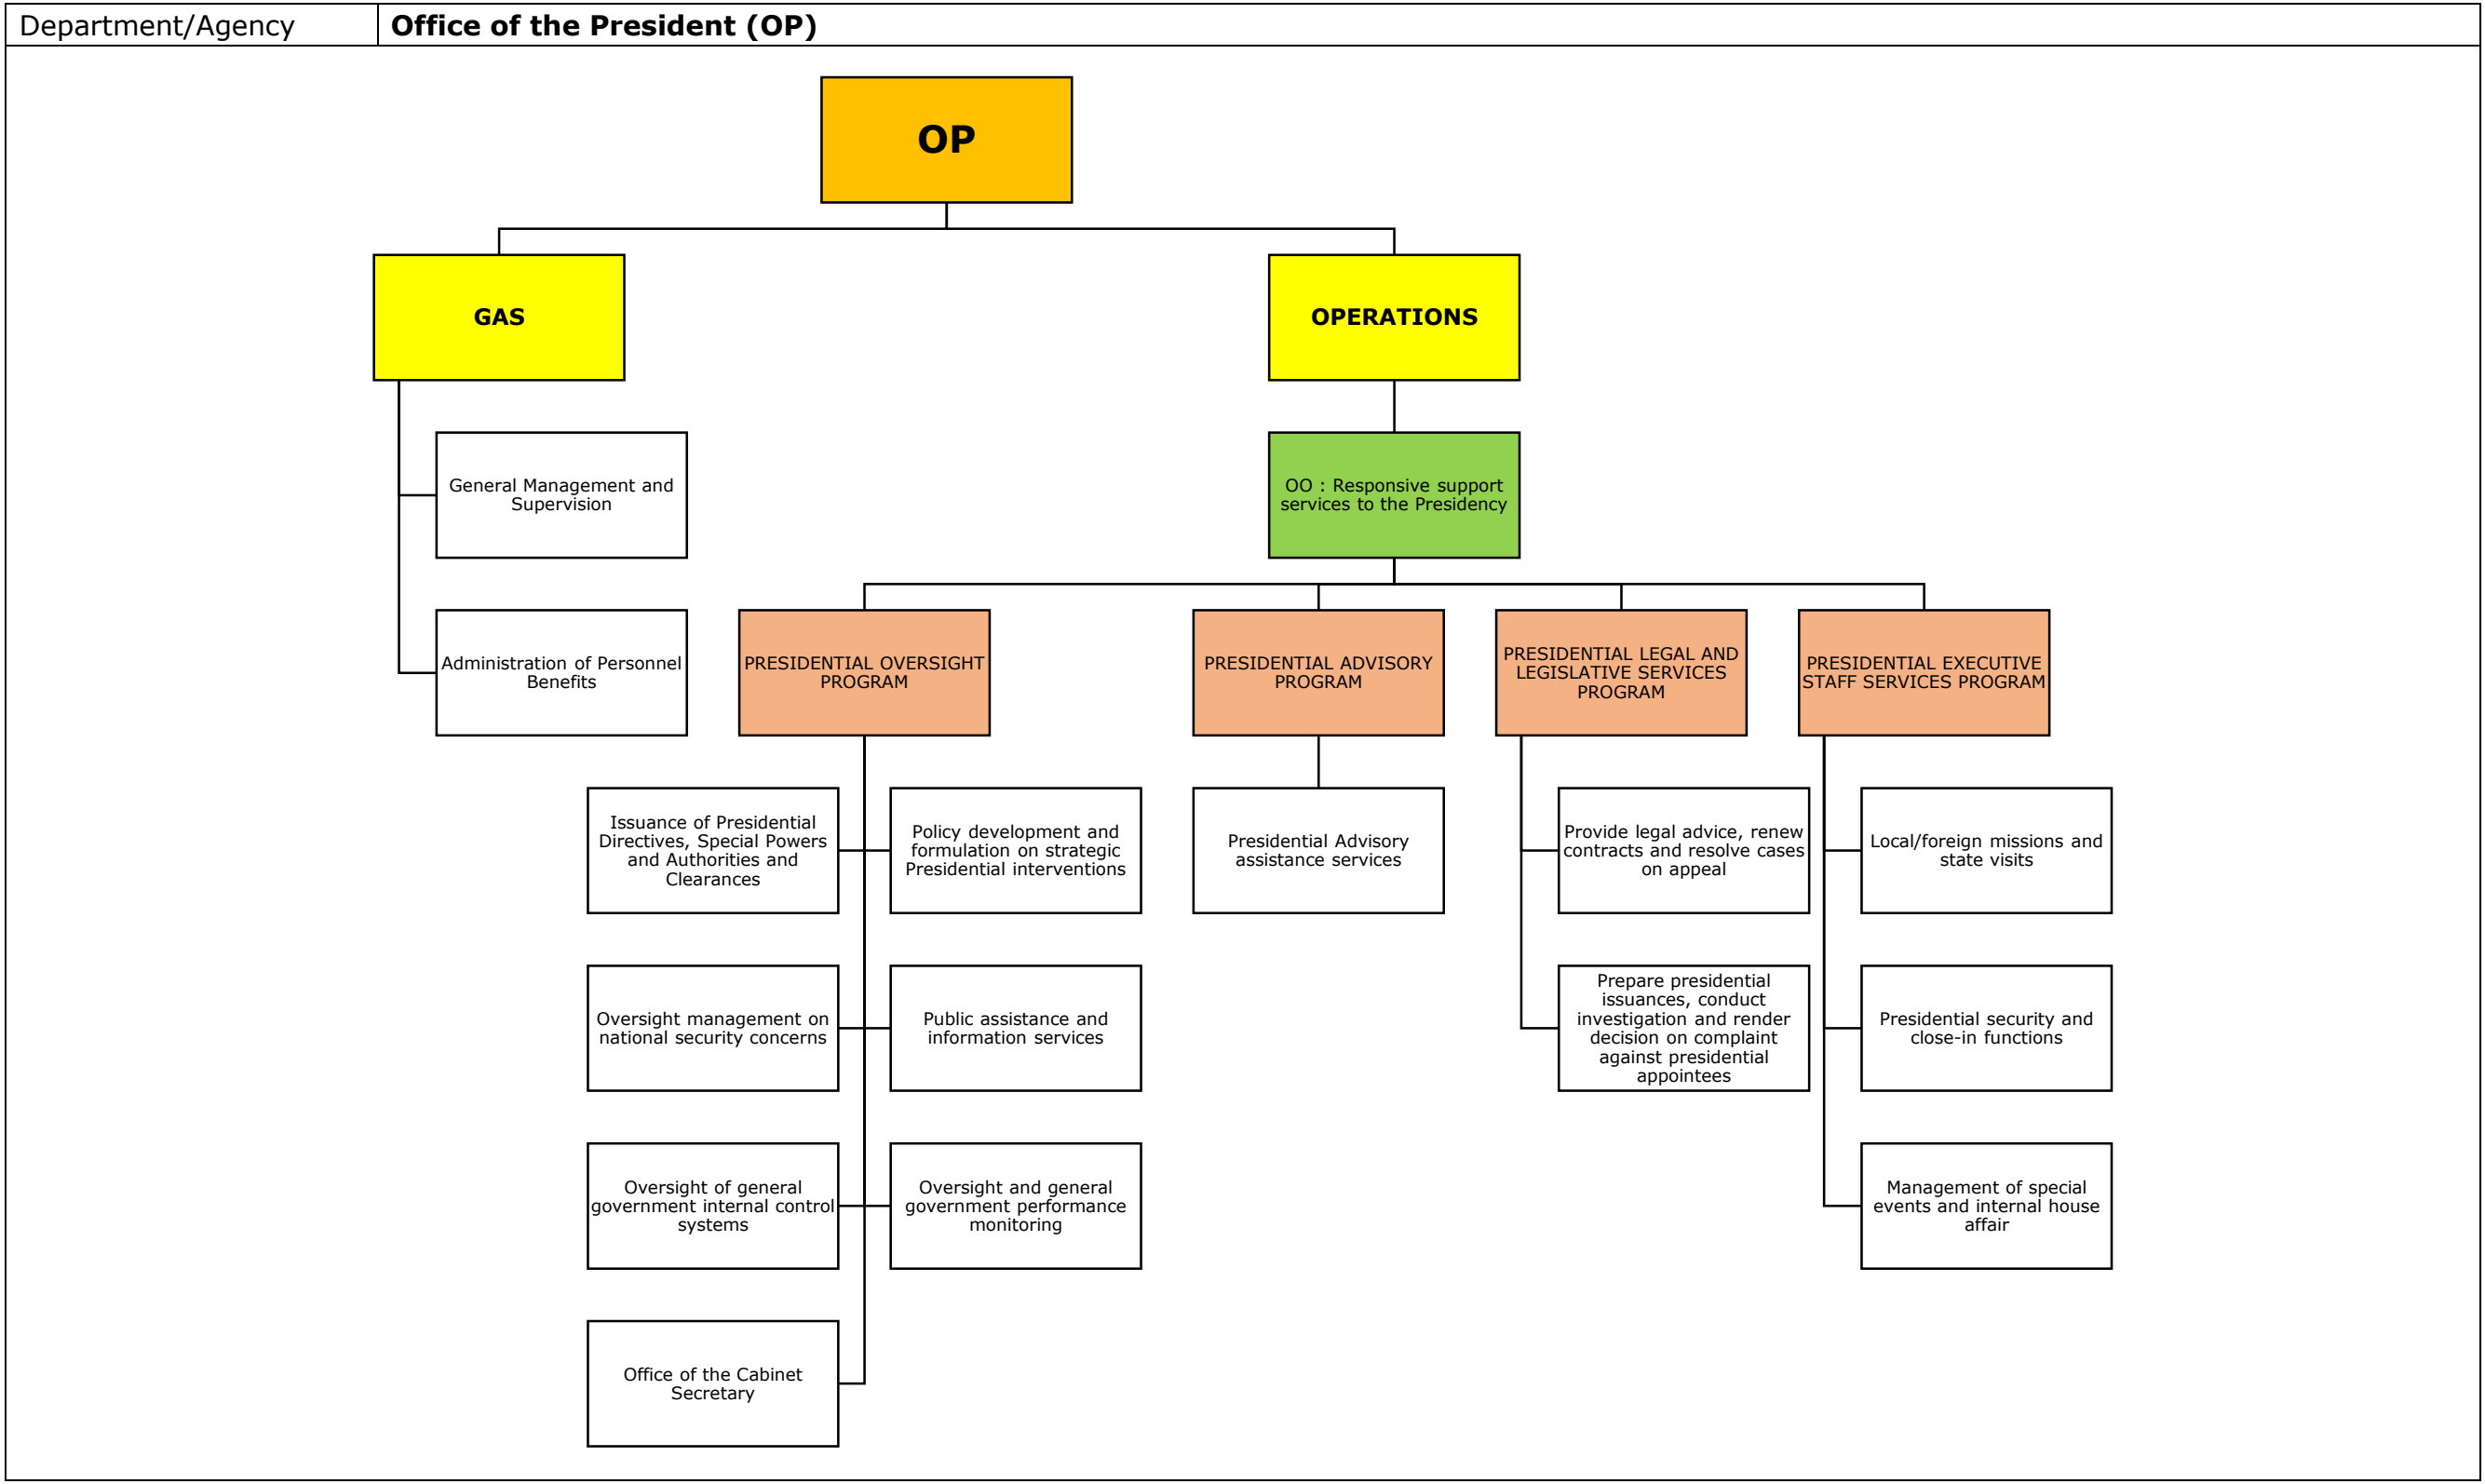 Department/Agency
Office of the President (OP)
OP
GAS
OPERATIONS
General Management and
Supervision
OO : Responsive support
services to the Presidency
Administration of Personnel
Benefits
PRESIDENTIAL OVERSIGHT
PROGRAM
PRESIDENTIAL ADVISORY
PROGRAM
PRESIDENTIAL LEGAL AND
LEGISLATIVE SERVICES
PROGRAM
PRESIDENTIAL EXECUTIVE
STAFF SERVICES PROGRAM
Issuance of Presidential
Directives, Special Powers
and Authorities and
Clearances
Policy development and
formulation on strategic
Presidential interventions
Presidential Advisory
assistance services
Provide legal advice, renew
contracts and resolve cases
on appeal
Local/foreign missions and
state visits
Oversight management on
national security concerns
Public assistance and
information services
Prepare presidential
issuances, conduct
investigation and render
decision on complaint
against presidential
appointees
Presidential security and
close-in functions
Oversight of general
government internal control
systems
Oversight and general
government performance
monitoring
Management of special
events and internal house
affair
Office of the Cabinet
Secretary